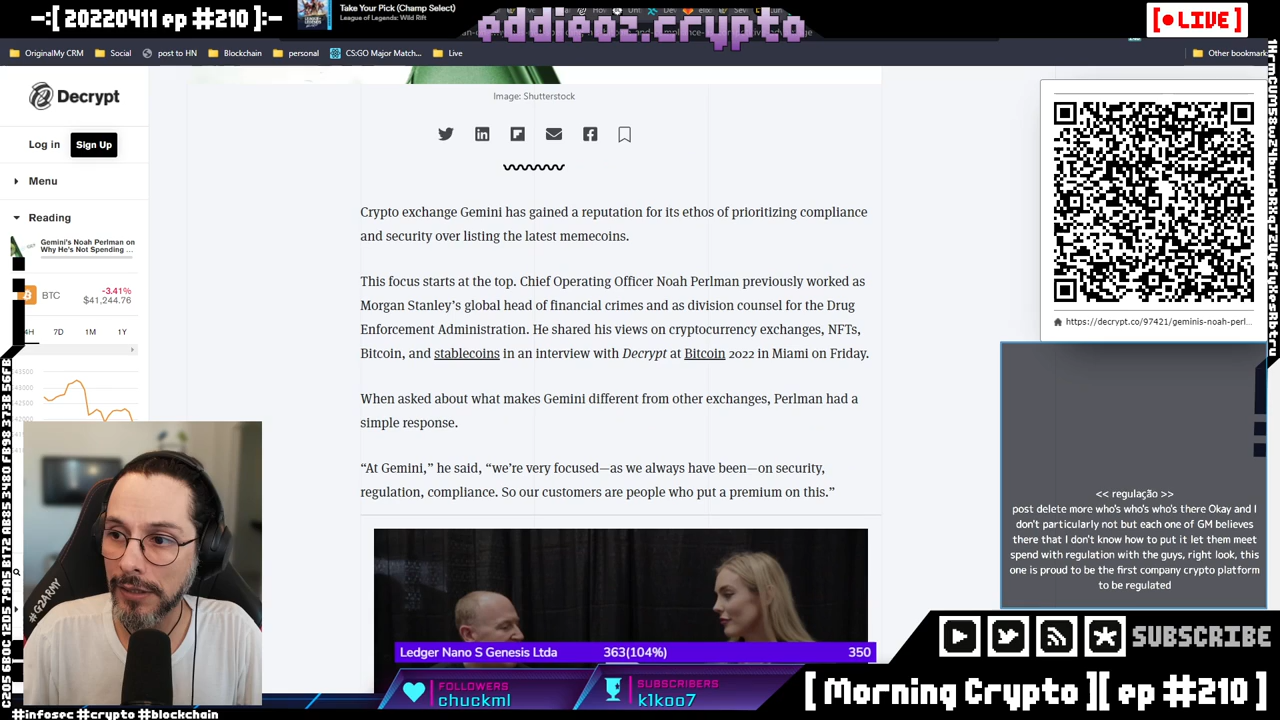 -:[ 20220411 ep #210 ]:-
Take Your Pick (Champ Select)
League of Legends: Wild Rift
eddieoz.crypto
[ • LIVE ]
OriginalMy CRM
Social
post to HN
Blockchain
personal
CS:GO Major Match...
Live
Other bookmark
Decrypt
Log in
Sign Up
Menu
Reading
Gemini's Noah Perlman on
Why He's Not Spending ...
BTC
-3.41%
$41,244.76
4H
7D
1M
1Y
Image: Shutterstock
Crypto exchange Gemini has gained a reputation for its ethos of prioritizing compliance
and security over listing the latest memecoins.
This focus starts at the top. Chief Operating Officer Noah Perlman previously worked as
Morgan Stanley's global head of financial crimes and as division counsel for the Drug
Enforcement Administration. He shared his views on cryptocurrency exchanges, NFTs,
Bitcoin, and stablecoins in an interview with Decrypt at Bitcoin 2022 in Miami on Friday.
When asked about what makes Gemini different from other exchanges, Perlman had a
simple response.
“At Gemini,” he said, “we're very focused—as we always have been—on security,
regulation, compliance. So our customers are people who put a premium on this.”
https://decrypt.co/97421/geminis-noah-perl...
<< regulação >>
post delete more who's who's who's there Okay and I
don't particularly not but each one of GM believes
there that I don't know how to put it let them meet
spend with regulation with the guys, right look, this
one is proud to be the first company crypto platform
to be regulated
#G2ARMY
Ledger Nano S Genesis Ltda
363(104%)
350
FOLLOWERS
chuckml
SUBSCRIBERS
k1koo7
SUBSCRIBE
[ Morning Crypto ][ ep #210 ]
#infosec #crypto #blockchain